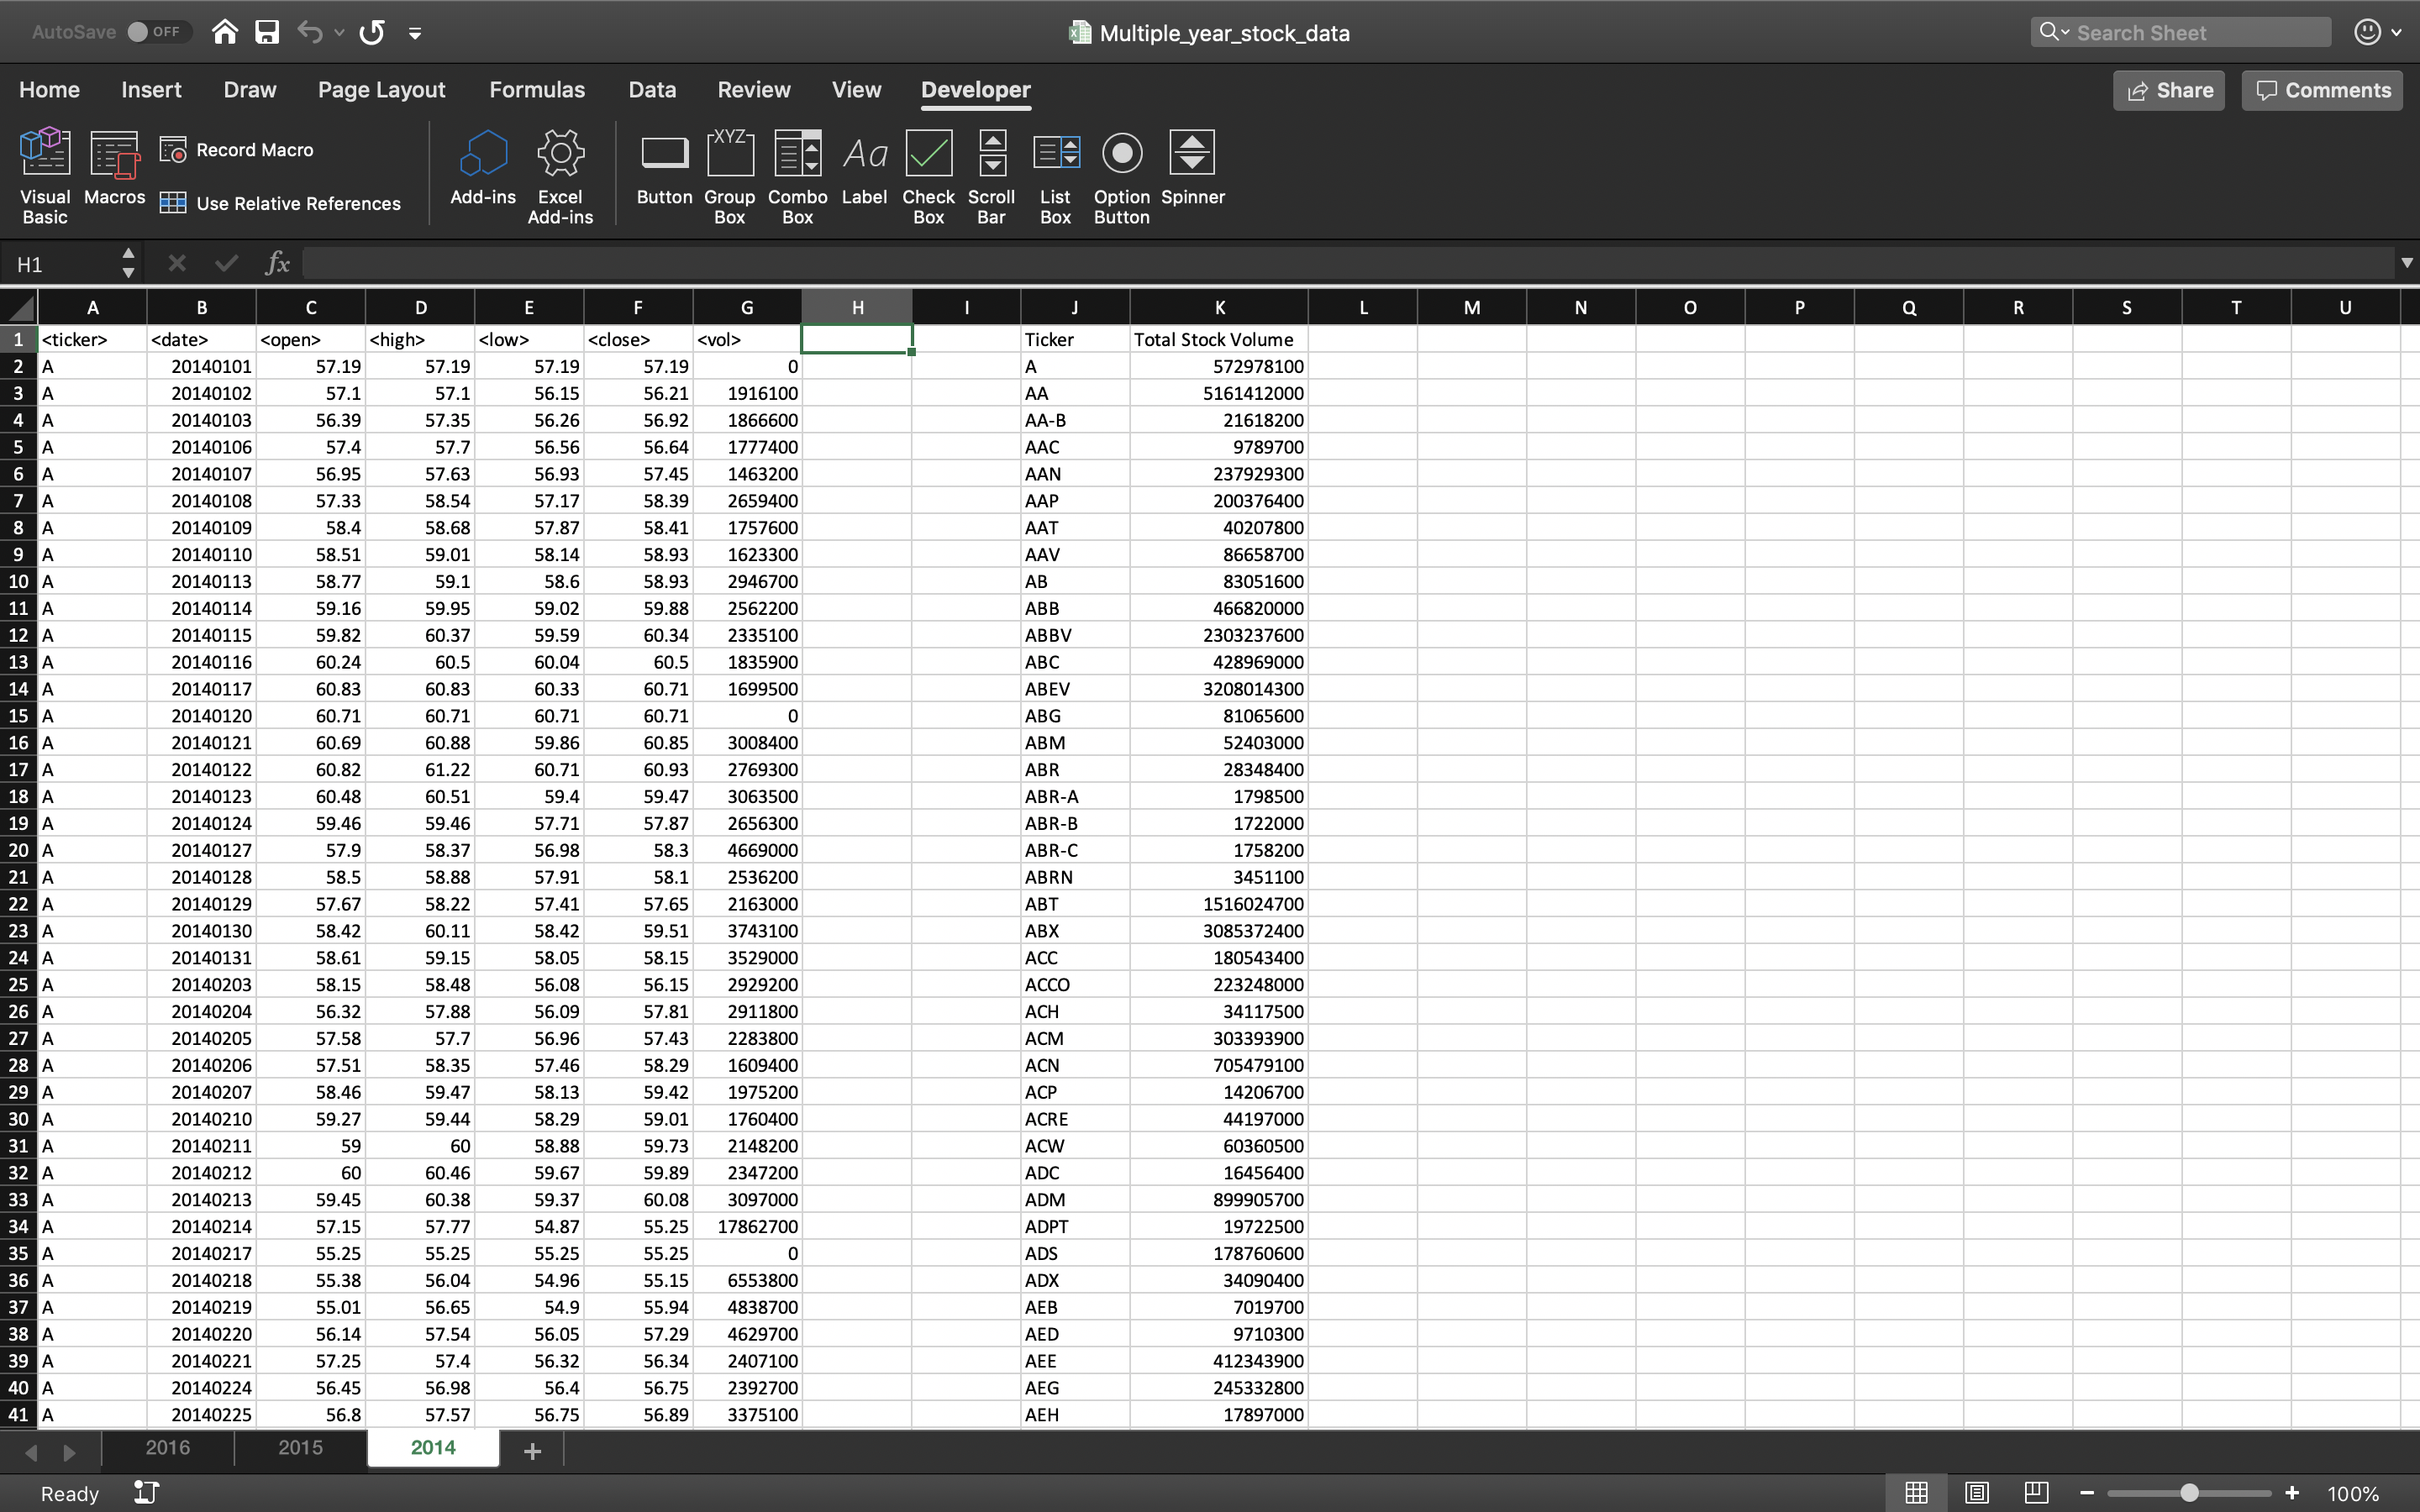 AutoSave OFF Multiple_year_stock_data Search Sheet
Home Insert Draw Page Layout Formulas Data Review View Developer Share Comments
Visual Basic Macros Record Macro Use Relative References Add-ins Excel Add-ins Button Group Box XYZ Combo Box Label Aa Check Box Scroll Bar List Box Option Button Spinner
H1 fx
A B C D E F G H I J K L M N O P Q R S T U
1 <ticker> <date> <open> <high> <low> <close> <vol> Ticker Total Stock Volume
2 A 20140101 57.19 57.19 57.19 57.19 0 A 572978100
3 A 20140102 57.1 57.1 56.15 56.21 1916100 AA 5161412000
4 A 20140103 56.39 57.35 56.26 56.92 1866600 AA-B 21618200
5 A 20140106 57.4 57.7 56.56 56.64 1777400 AAC 9789700
6 A 20140107 56.95 57.63 56.93 57.45 1463200 AAN 237929300
7 A 20140108 57.33 58.54 57.17 58.39 2659400 AAP 200376400
8 A 20140109 58.4 58.68 57.87 58.41 1757600 AAT 40207800
9 A 20140110 58.51 59.01 58.14 58.93 1623300 AAV 86658700
10 A 20140113 58.77 59.1 58.6 58.93 2946700 AB 83051600
11 A 20140114 59.16 59.95 59.02 59.88 2562200 ABB 466820000
12 A 20140115 59.82 60.37 59.59 60.34 2335100 ABBV 2303237600
13 A 20140116 60.24 60.5 60.04 60.5 1835900 ABC 428969000
14 A 20140117 60.83 60.83 60.33 60.71 1699500 ABEV 3208014300
15 A 20140120 60.71 60.71 60.71 60.71 0 ABG 81065600
16 A 20140121 60.69 60.88 59.86 60.85 3008400 ABM 52403000
17 A 20140122 60.82 61.22 60.71 60.93 2769300 ABR 28348400
18 A 20140123 60.48 60.51 59.4 59.47 3063500 ABR-A 1798500
19 A 20140124 59.46 59.46 57.71 57.87 2656300 ABR-B 1722000
20 A 20140127 57.9 58.37 56.98 58.3 4669000 ABR-C 1758200
21 A 20140128 58.5 58.88 57.91 58.1 2536200 ABRN 3451100
22 A 20140129 57.67 58.22 57.41 57.65 2163000 ABT 1516024700
23 A 20140130 58.42 60.11 58.42 59.51 3743100 ABX 3085372400
24 A 20140131 58.61 59.15 58.05 58.15 3529000 ACC 180543400
25 A 20140203 58.15 58.48 56.08 56.15 2929200 ACCO 223248000
26 A 20140204 56.32 57.88 56.09 57.81 2911800 ACH 34117500
27 A 20140205 57.58 57.7 56.96 57.43 2283800 ACM 303393900
28 A 20140206 57.51 58.35 57.46 58.29 1609400 ACN 705479100
29 A 20140207 58.46 59.47 58.13 59.42 1975200 ACP 14206700
30 A 20140210 59.27 59.44 58.29 59.01 1760400 ACRE 44197000
31 A 20140211 59 60 58.88 59.73 2148200 ACW 60360500
32 A 20140212 60 60.46 59.67 59.89 2347200 ADC 16456400
33 A 20140213 59.45 60.38 59.37 60.08 3097000 ADM 899905700
34 A 20140214 57.15 57.77 54.87 55.25 17862700 ADPT 19722500
35 A 20140217 55.25 55.25 55.25 55.25 0 ADS 178760600
36 A 20140218 55.38 56.04 54.96 55.15 6553800 ADX 34090400
37 A 20140219 55.01 56.65 54.9 55.94 4838700 AEB 7019700
38 A 20140220 56.14 57.54 56.05 57.29 4629700 AED 9710300
39 A 20140221 57.25 57.4 56.32 56.34 2407100 AEE 412343900
40 A 20140224 56.45 56.98 56.4 56.75 2392700 AEG 245332800
41 A 20140225 56.8 57.57 56.75 56.89 3375100 AEH 17897000
2016 2015 2014 +
Ready 100%